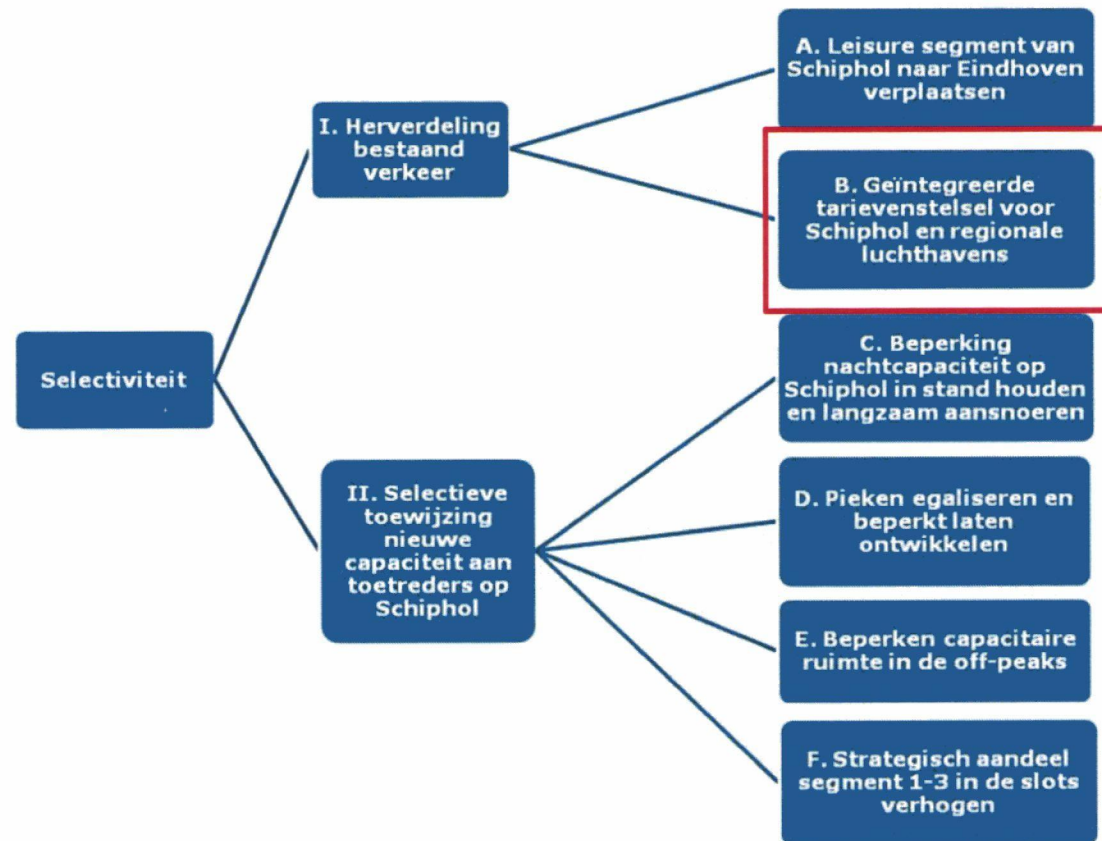 A. Leisure segment van
Schiphol naar Eindhoven
verplaatsen
I. Herverdeling
bestaand
verkeer
B. Geïntegreerde
tarievenstelsel voor
Schiphol en regionale
luchthavens
Selectiviteit
C. Beperking
nachtcapaciteit op
Schiphol in stand houden
en langzaam aansnoeren
II. Selectieve
toewijzing
nieuwe
capaciteit aan
toetreders op
Schiphol
D. Pieken egaliseren en
beperkt laten
ontwikkelen
E. Beperken capacitaire
ruimte in de off-peaks
F. Strategisch aandeel
segment 1-3 in de slots
verhogen